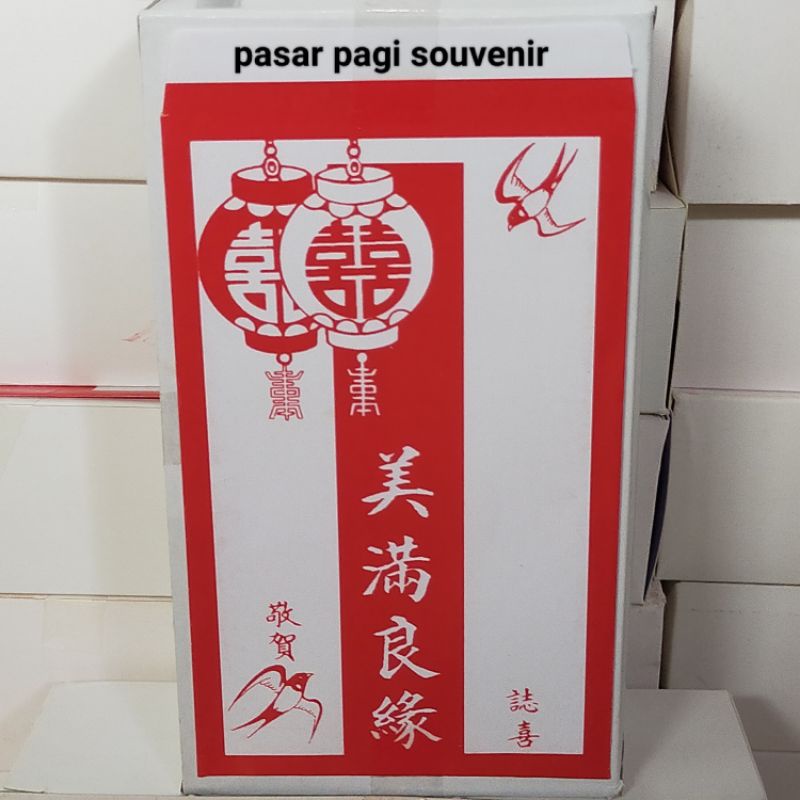 pasar pagi souvenir
囍
囍
美滿良緣
敬賀
誌喜